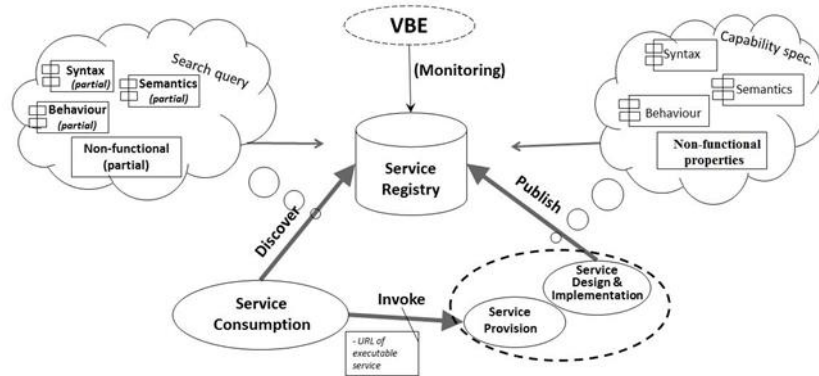 VBE
(Monitoring)
Search query
Syntax
(partial)
Semantics
(partial)
Behaviour
(partial)
Non-functional
(partial)
Capability spec.
Syntax
Semantics
Behaviour
Non-functional
properties
Service
Registry
Discover
Publish
Service
Consumption
Invoke
- URL of
executable
service
Service
Design &
Implementation
Service
Provision